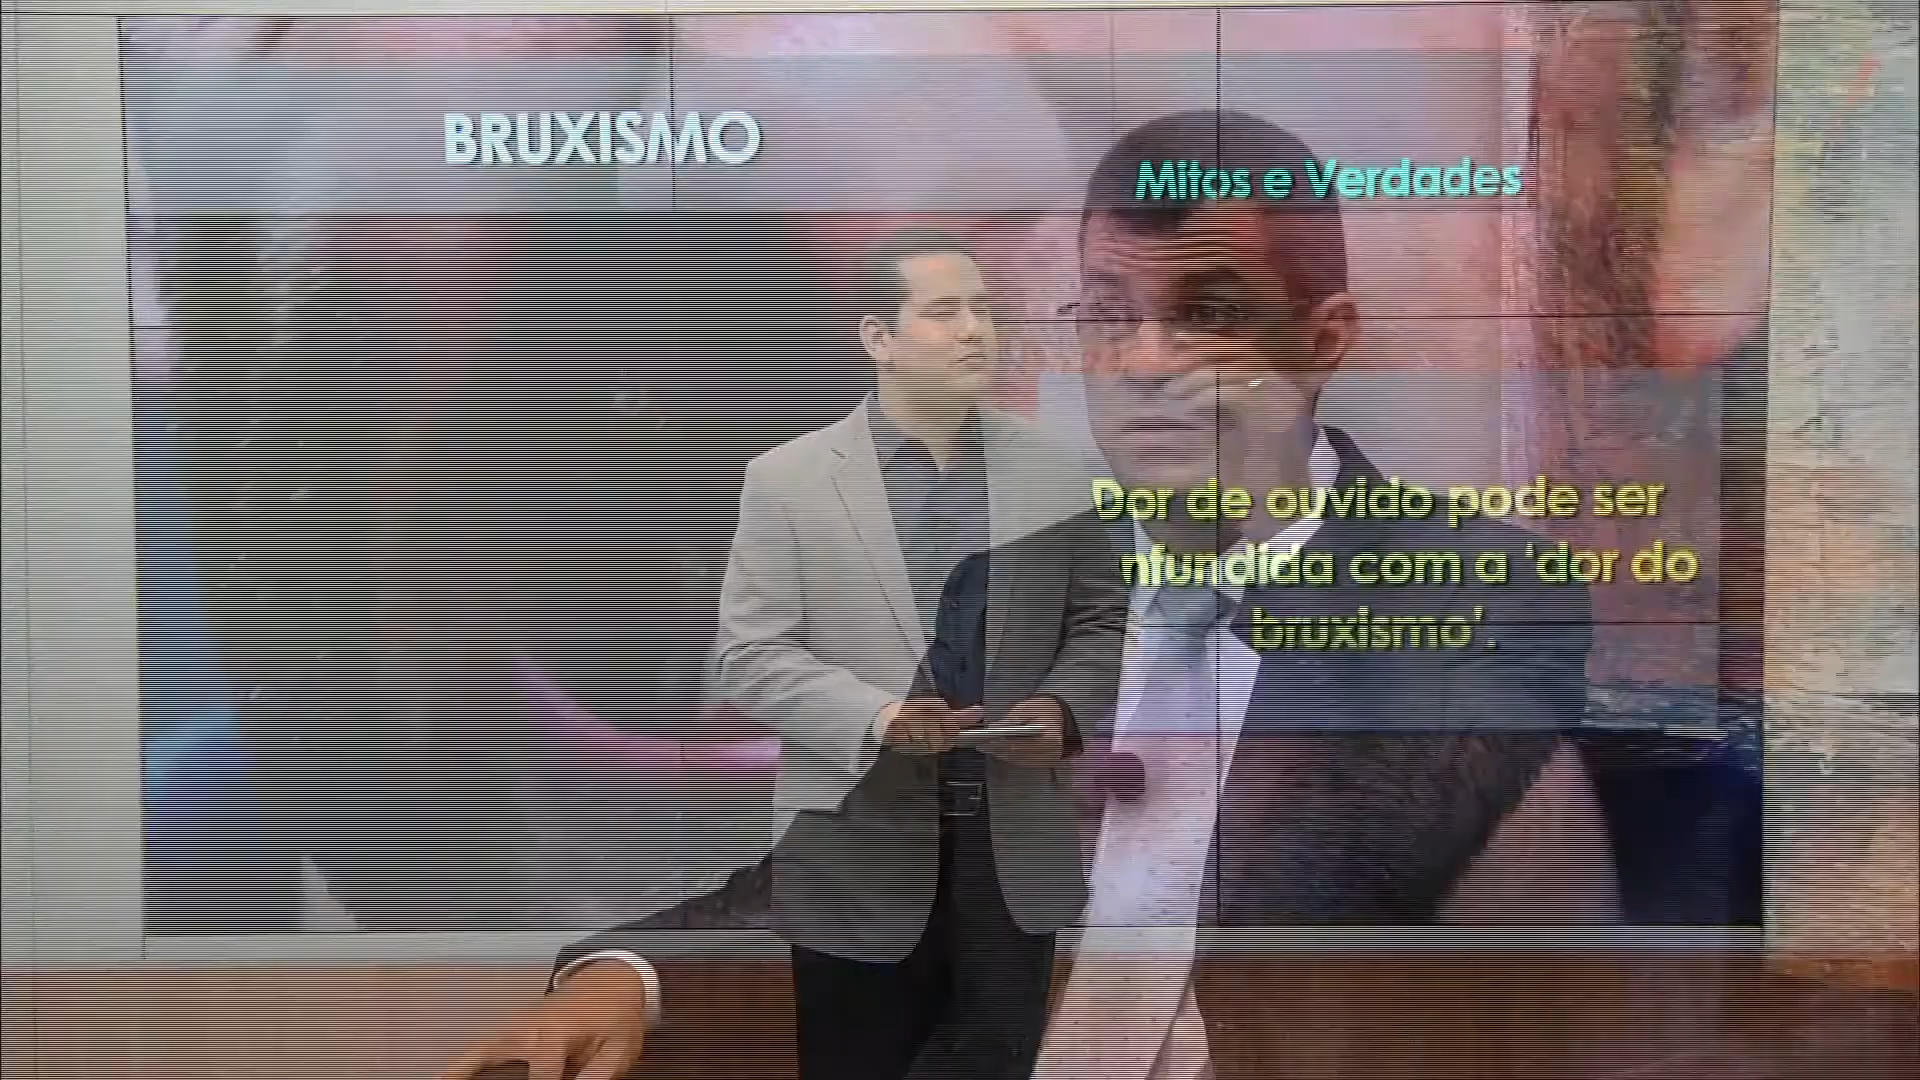 BRUXISMO
Mitos e Verdades
Dor de ouvido pode ser
nfundida com a 'dor do
bruxismo'.